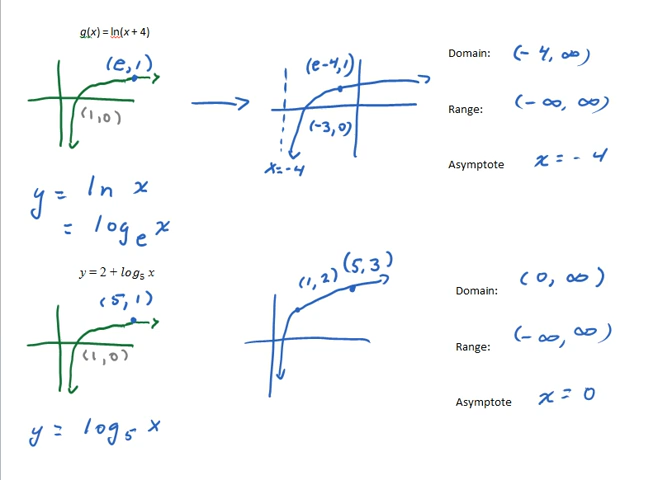 g(x) = ln(x + 4)
(e, 1)
(1, 0)
(e-4, 1)
(-3, 0)
x=-4
Domain: (-4, ∞)
Range: (-∞, ∞)
Asymptote x = -4
y = ln x
= log_e x
y = 2 + log₅ x
(5, 1)
(1, 0)
(1, 2) (5, 3)
Domain: (0, ∞)
Range: (-∞, ∞)
Asymptote x = 0
y = log₅ x